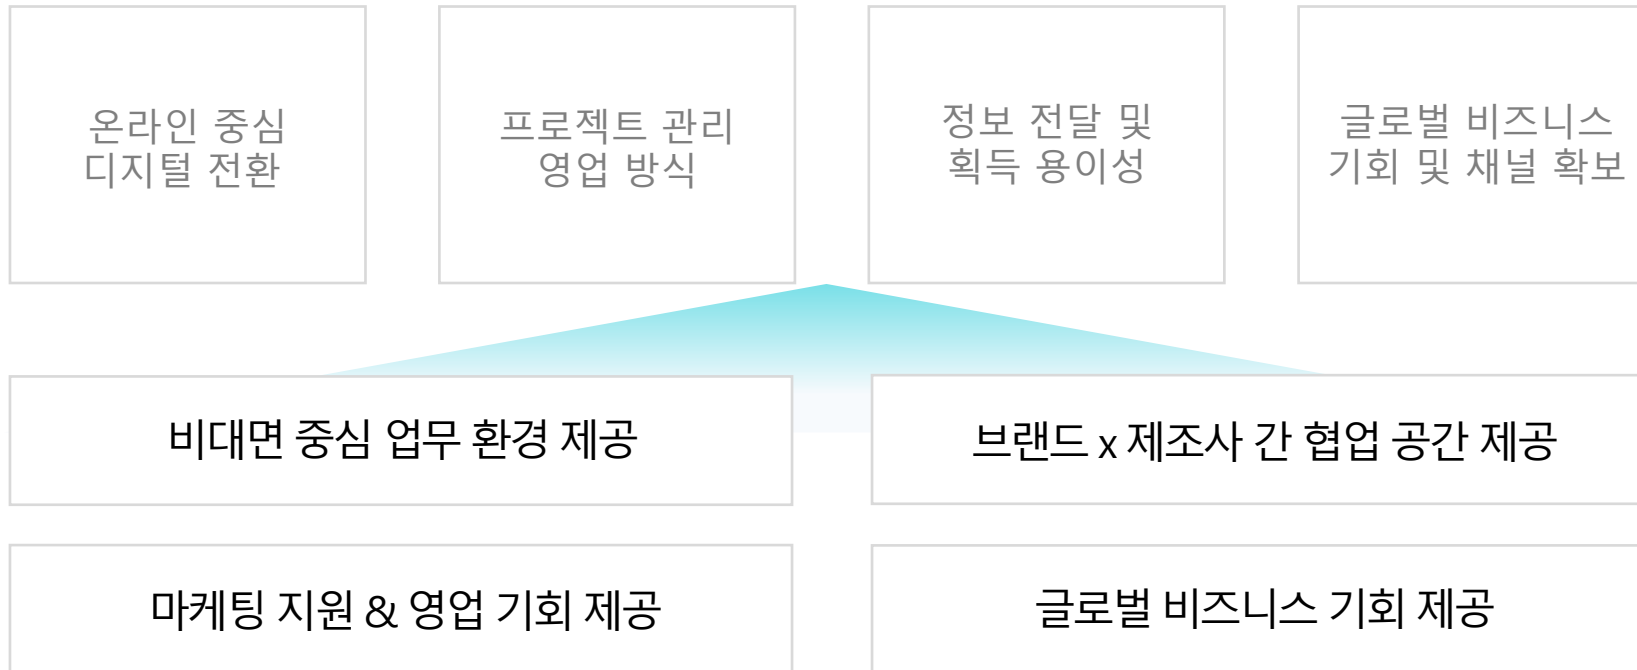 온라인 중심
디지털 전환
프로젝트 관리
영업 방식
정보 전달 및
획득 용이성
글로벌 비즈니스
기회 및 채널 확보
비대면 중심 업무 환경 제공
브랜드 x 제조사 간 협업 공간 제공
마케팅 지원 & 영업 기회 제공
글로벌 비즈니스 기회 제공